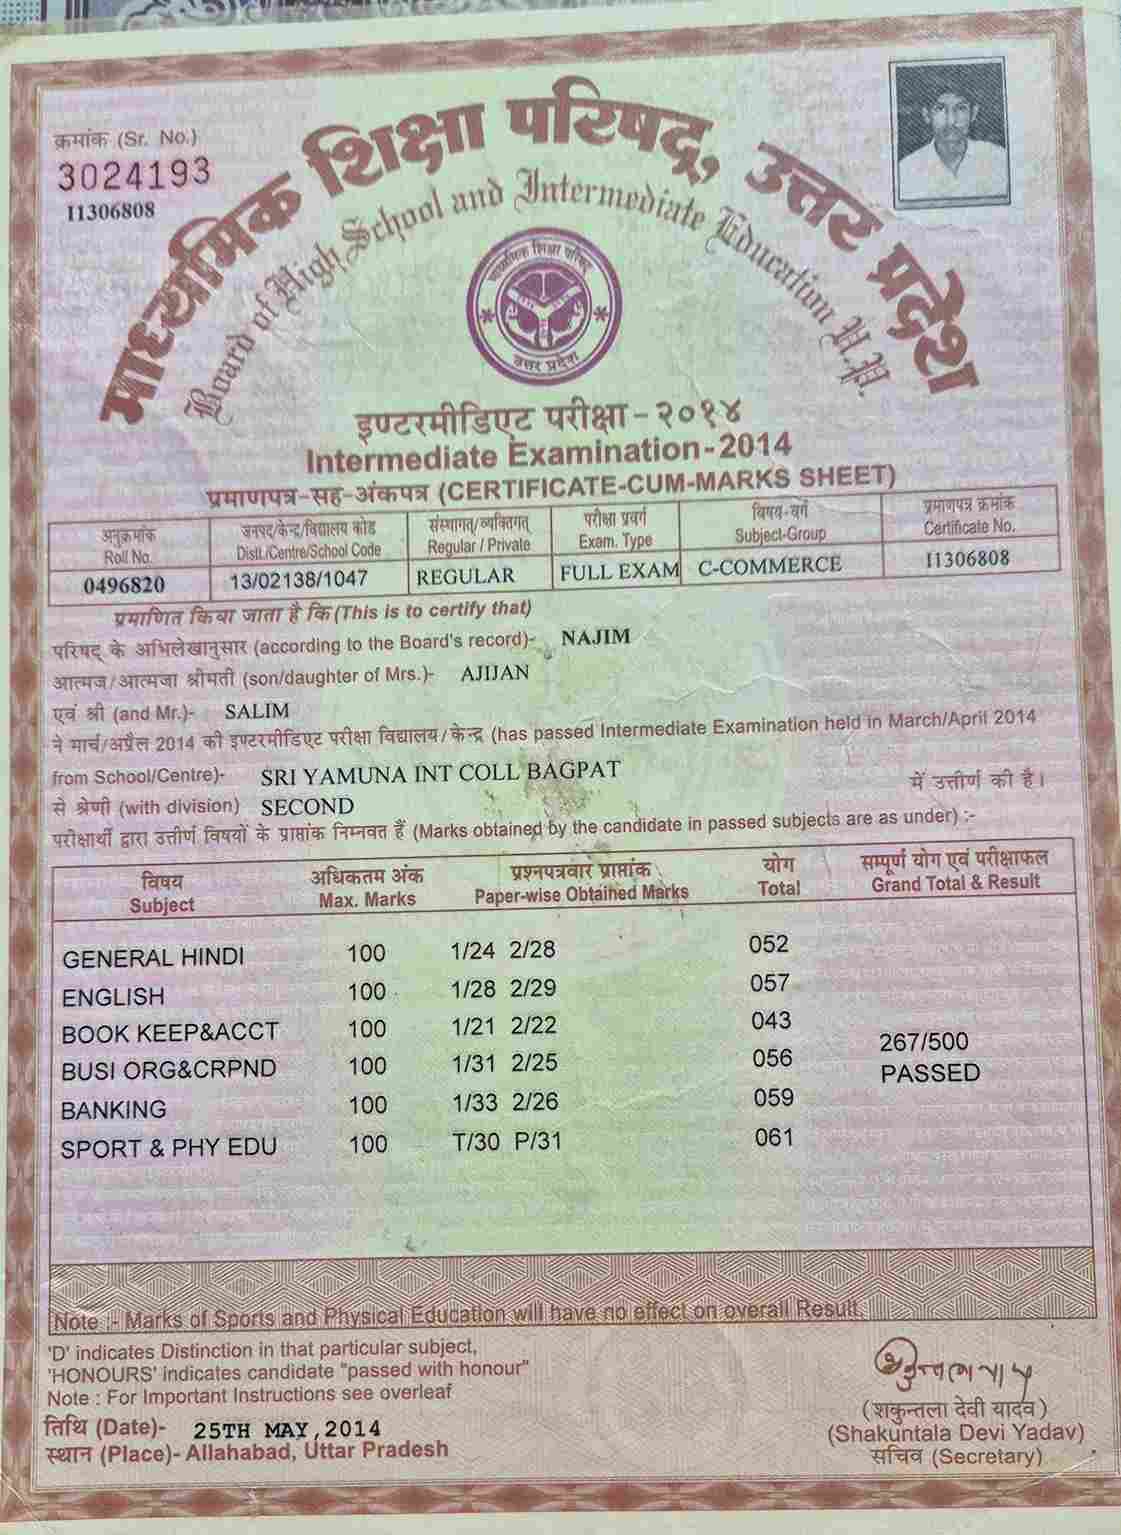 क्रमांक (Sr. No.)
3024193
11306808
माध्यमिक शिक्षा परिषद्, उत्तर प्रदेश
Board of High School and Intermediate Education U.P.
माध्यमिक शिक्षा परिषद्
उत्तर प्रदेश
इण्टरमीडिएट परीक्षा-२०१४
Intermediate Examination-2014
प्रमाणपत्र-सह-अंकपत्र (CERTIFICATE-CUM-MARKS SHEET)
अनुक्रमांक जनपद/केन्द्र/विद्यालय कोड संस्थागत्/व्यक्तिगत् परीक्षा प्रवर्ग विषय-वर्ग प्रमाणपत्र क्रमांक
Roll No. Distt./Centre/School Code Regular / Private Exam. Type Subject-Group Certificate No.
0496820 13/02138/1047 REGULAR FULL EXAM C-COMMERCE 11306808
प्रमाणित किया जाता है कि (This is to certify that)
परिषद् के अभिलेखानुसार (according to the Board's record)- NAJIM
आत्मज/आत्मजा श्रीमती (son/daughter of Mrs.)- AJIJAN
एवं श्री (and Mr.)- SALIM
ने मार्च/अप्रैल 2014 की इण्टरमीडिएट परीक्षा विद्यालय/केन्द्र (has passed Intermediate Examination held in March/April 2014
from School/Centre)- SRI YAMUNA INT COLL BAGPAT में उत्तीर्ण की है।
से श्रेणी (with division) SECOND
परीक्षार्थी द्वारा उत्तीर्ण विषयों के प्राप्तांक निम्नवत हैं (Marks obtained by the candidate in passed subjects are as under) :-
विषय अधिकतम अंक प्रश्नपत्रवार प्राप्तांक योग सम्पूर्ण योग एवं परीक्षाफल
Subject Max. Marks Paper-wise Obtained Marks Total Grand Total & Result
GENERAL HINDI 100 1/24 2/28 052
ENGLISH 100 1/28 2/29 057
BOOK KEEP&ACCT 100 1/21 2/22 043
267/500
BUSI ORG&CRPND 100 1/31 2/25 056
PASSED
BANKING 100 1/33 2/26 059
SPORT & PHY EDU 100 T/30 P/31 061
Note :- Marks of Sports and Physical Education will have no effect on overall Result.
'D' indicates Distinction in that particular subject,
'HONOURS' indicates candidate "passed with honour"
Note : For Important Instructions see overleaf
तिथि (Date)- 25TH MAY,2014
स्थान (Place)- Allahabad, Uttar Pradesh
(शकुन्तला देवी यादव)
(Shakuntala Devi Yadav)
सचिव (Secretary)